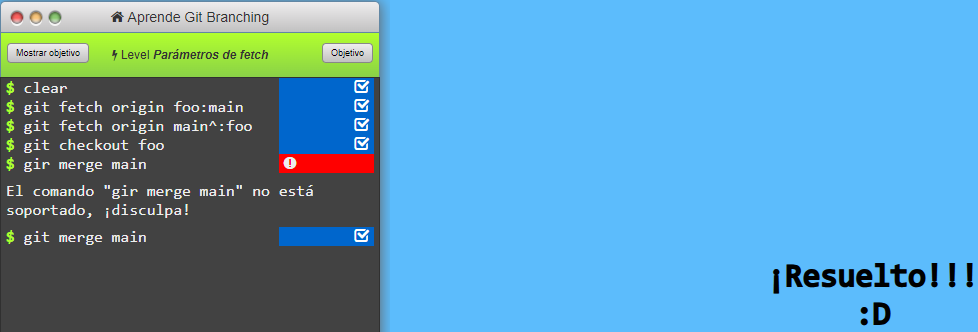 Aprende Git Branching
Mostrar objetivo
Level Parámetros de fetch
Objetivo
$ clear
$ git fetch origin foo:main
$ git fetch origin main^:foo
$ git checkout foo
$ gir merge main
El comando "gir merge main" no está
soportado, ¡disculpa!
$ git merge main
¡Resuelto!!!
:D